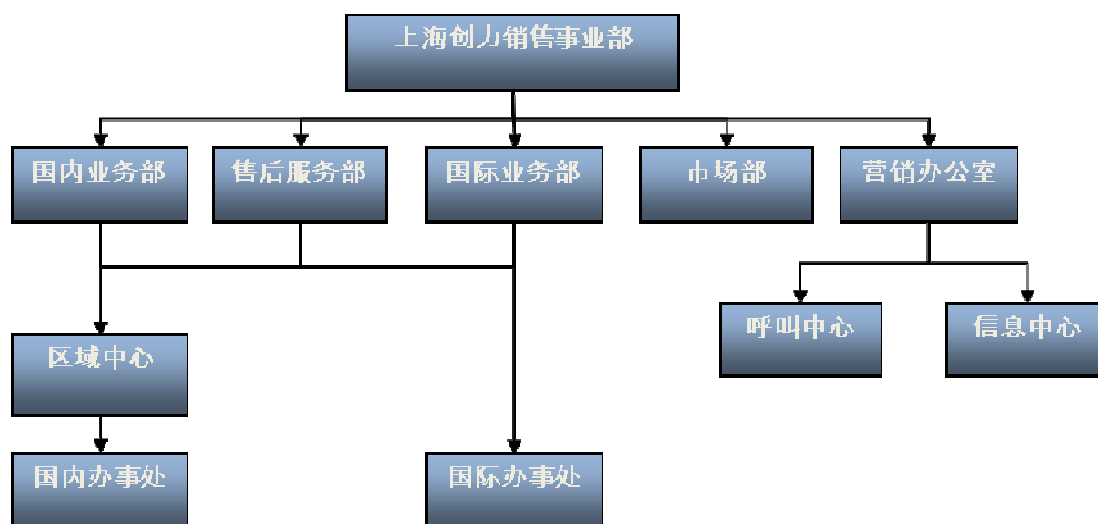 上海创力销售事业部
国内业务部
售后服务部
国际业务部
市场部
营销办公室
呼叫中心
信息中心
区域中心
国内办事处
国际办事处